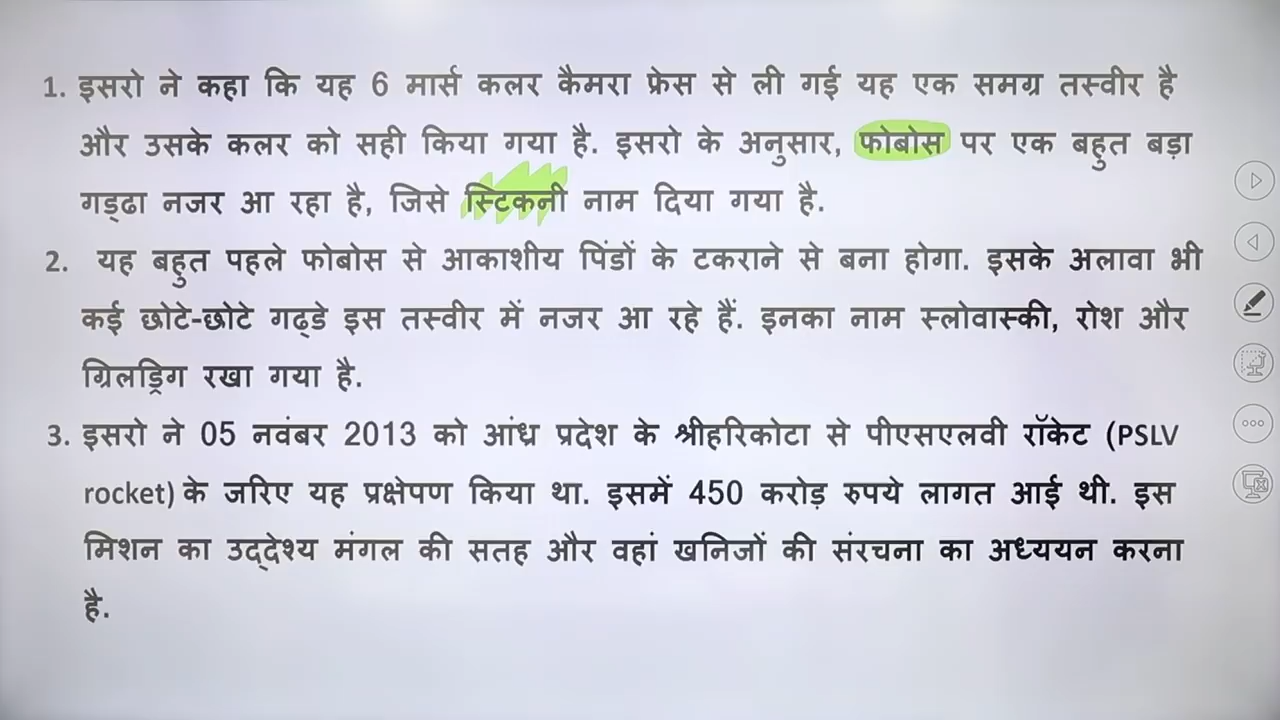 1. इसरो ने कहा कि यह 6 मार्स कलर कैमरा फ्रेस से ली गई यह एक समग्र तस्वीर है
और उसके कलर को सही किया गया है. इसरो के अनुसार, फोबोस पर एक बहुत बड़ा
गड्ढा नजर आ रहा है, जिसे स्टिकनी नाम दिया गया है.
2. यह बहुत पहले फोबोस से आकाशीय पिंडों के टकराने से बना होगा. इसके अलावा भी
कई छोटे-छोटे गढ्डे इस तस्वीर में नजर आ रहे हैं. इनका नाम स्लोवास्की, रोश और
ग्रिलड्रिग रखा गया है.
3. इसरो ने 05 नवंबर 2013 को आंध्र प्रदेश के श्रीहरिकोटा से पीएसएलवी रॉकेट (PSLV
rocket) के जरिए यह प्रक्षेपण किया था. इसमें 450 करोड़ रुपये लागत आई थी. इस
मिशन का उद्देश्य मंगल की सतह और वहां खनिजों की संरचना का अध्ययन करना
है.